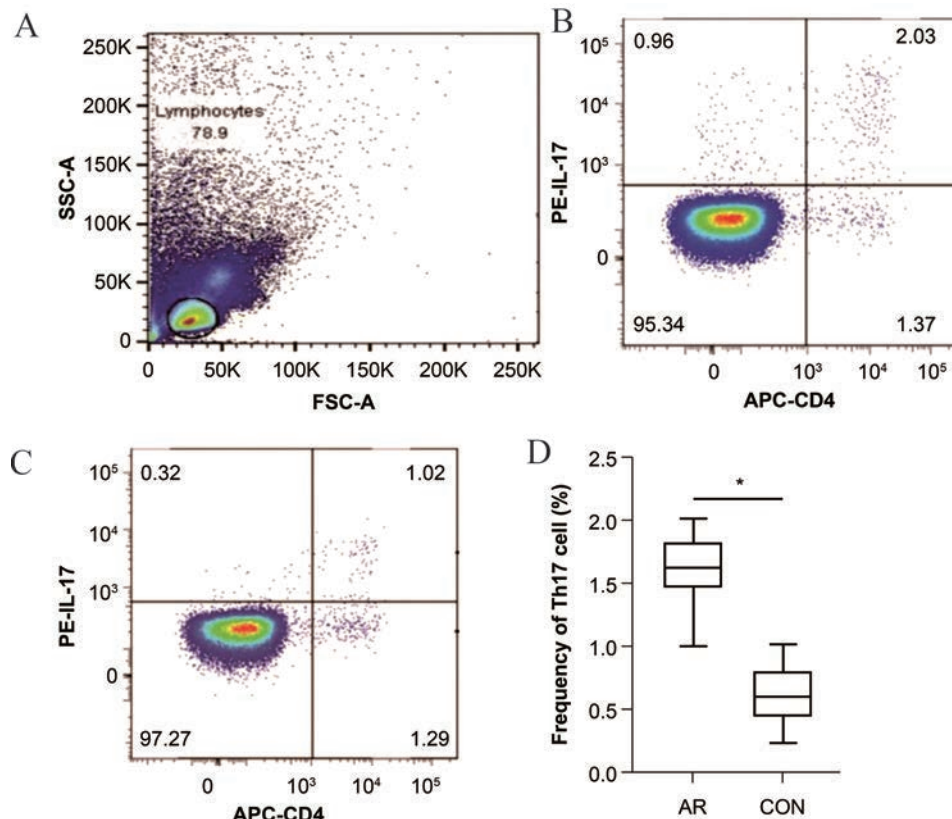 A
250K
200K
150K
100K
50K
0
SSC-A
Lymphocytes
78.9
0
50K
100K
150K
200K
250K
FSC-A
B
0.96
2.03
10⁵
10⁴
10³
0
PE-IL-17
95.34
1.37
0
10³
10⁴
10⁵
APC-CD4
C
0.32
1.02
10⁵
10⁴
10³
0
PE-IL-17
97.27
1.29
0
10³
10⁴
10⁵
APC-CD4
D
Frequency of Th17 cell (%)
2.5
2.0
1.5
1.0
0.5
0.0
*
AR
CON